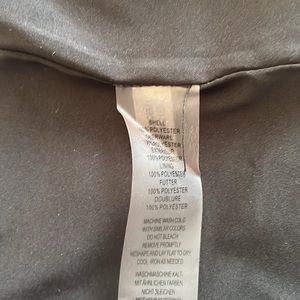 SHELL
100% POLYESTER
100% POLYESTER
100% POLYESTER
LINING
100% POLYESTER
FUTTER
100% POLYESTER
DOUBLURE
100% POLYESTER
MACHINE WASH COLD
WITH SIMILAR COLORS
DO NOT BLEACH
REMOVE PROMPTLY
RESHAPE AND LAY FLAT TO DRY
COOL IRON AS NEEDED
WASCHMASCHINE KALT
MIT ÄHNLICHEN FARBEN
NICHT BLEICHEN